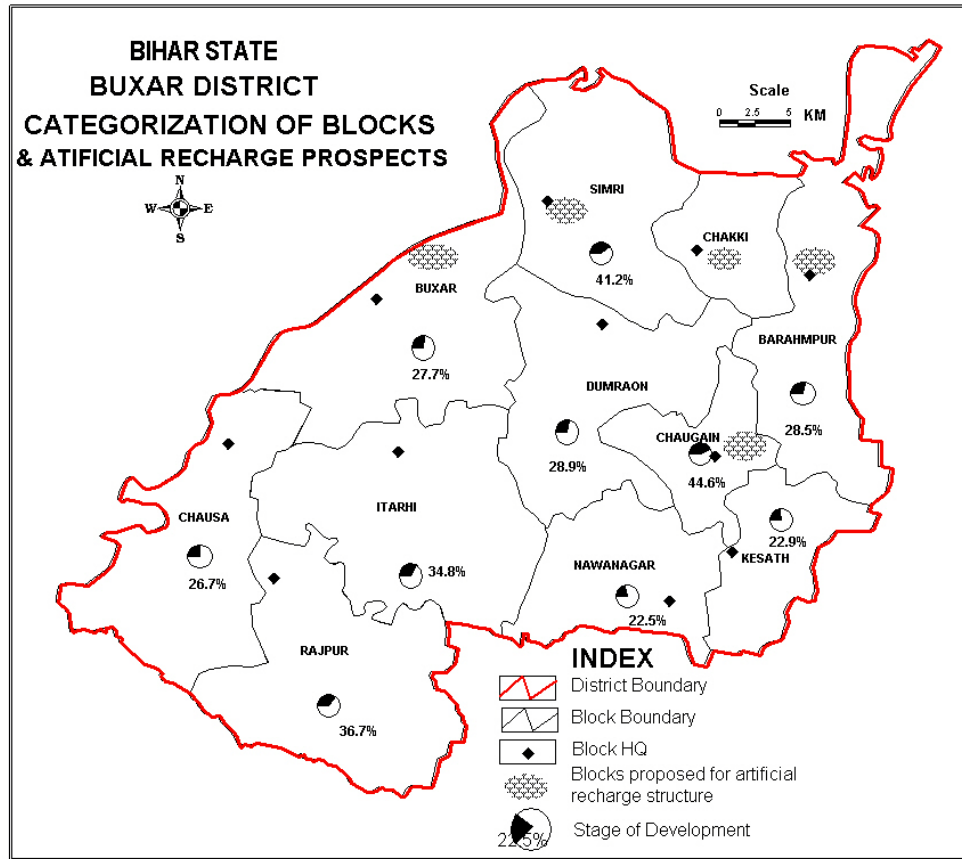 BIHAR STATE
BUXAR DISTRICT
CATEGORIZATION OF BLOCKS
& ATIFICIAL RECHARGE PROSPECTS
N
W E
S
Scale
0 2.5 5 KM
SIMRI
41.2%
CHAKKI
BUXAR
27.7%
BARAHMPUR
28.5%
DUMRAON
28.9%
CHAUGAIN
44.6%
ITARHI
34.8%
CHAUSA
26.7%
22.9%
KESATH
NAWANAGAR
22.5%
RAJPUR
36.7%
INDEX
District Boundary
Block Boundary
Block HQ
Blocks proposed for artificial
recharge structure
Stage of Development
22.5%